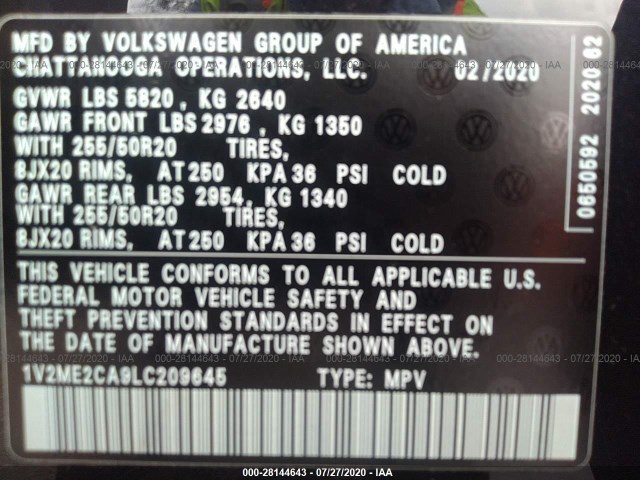 MFD BY VOLKSWAGEN GROUP OF AMERICA
CHATTANOOGA OPERATIONS, LLC. 02/2020
GVWR LBS 5820, KG 2640
GAWR FRONT LBS 2976, KG 1350
WITH 255/50R20 TIRES,
8JX20 RIMS, AT 250 KPA 36 PSI COLD
GAWR REAR LBS 2954, KG 1340
WITH 255/50R20 TIRES,
8JX20 RIMS, AT 250 KPA 36 PSI COLD
0650592 2020 62
THIS VEHICLE CONFORMS TO ALL APPLICABLE U.S.
FEDERAL MOTOR VEHICLE SAFETY AND
THEFT PREVENTION STANDARDS IN EFFECT ON
THE DATE OF MANUFACTURE SHOWN ABOVE.
1V2ME2CA9LC209645 TYPE: MPV
000-28144643 / 07/27/2020 - IAA